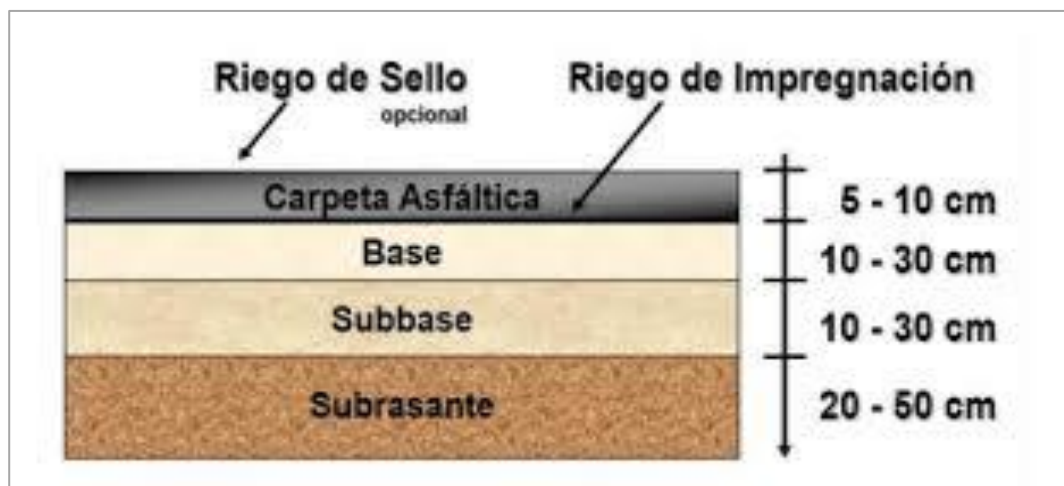 Riego de Sello
opcional
Riego de Impregnación
Carpeta Asfáltica
5 - 10 cm
Base
10 - 30 cm
Subbase
10 - 30 cm
Subrasante
20 - 50 cm